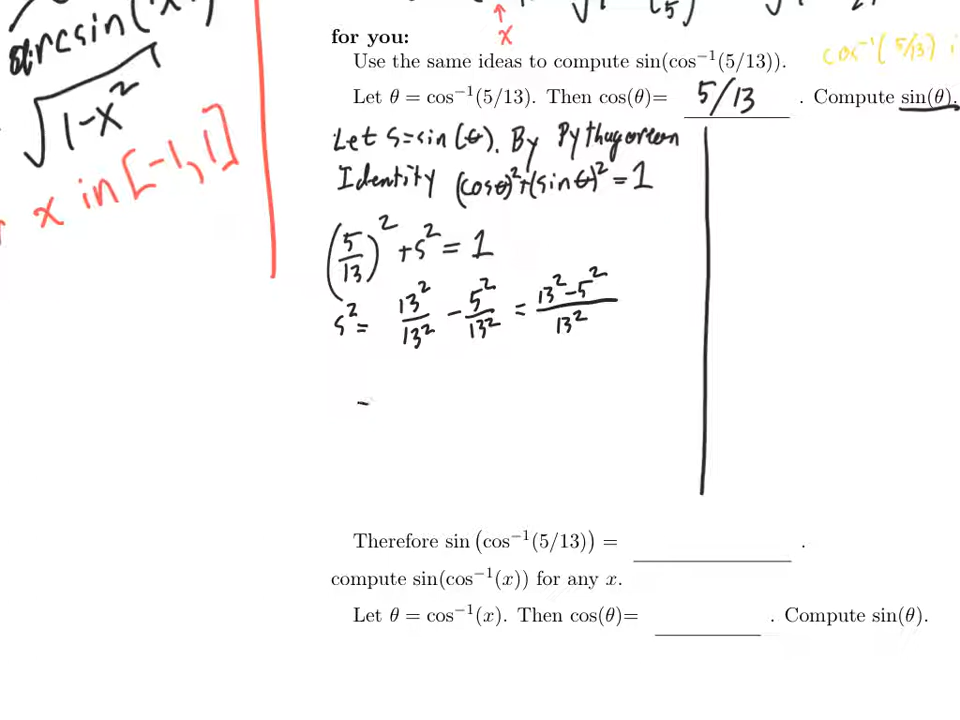 arcsin(
√1-x²
x in [-1,1]
x
5)
for you:
Use the same ideas to compute sin(cos⁻¹(5/13)).
cos⁻¹(5/13) i
Let θ = cos⁻¹(5/13). Then cos(θ)= 5/13 . Compute sin(θ).
Let s=sin(θ). By Pythagorean
Identity (cosθ)²+(sinθ)²=1
(5/13)²+s²=1
s²= 13²/13² - 5²/13² = 13²-5²/13²
-
Therefore sin (cos⁻¹(5/13)) = .
compute sin(cos⁻¹(x)) for any x.
Let θ = cos⁻¹(x). Then cos(θ)= . Compute sin(θ).